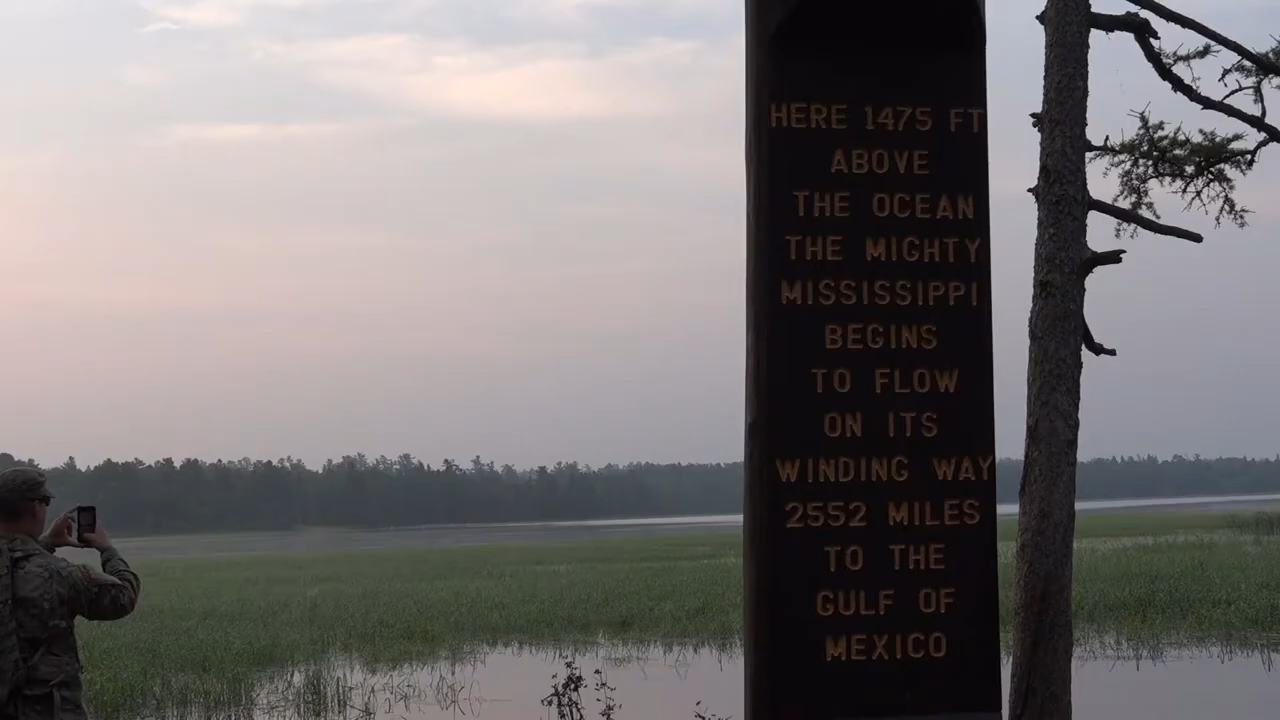 HERE 1475 FT
ABOVE
THE OCEAN
THE MIGHTY
MISSISSIPPI
BEGINS
TO FLOW
ON ITS
WINDING WAY
2552 MILES
TO THE
GULF OF
MEXICO